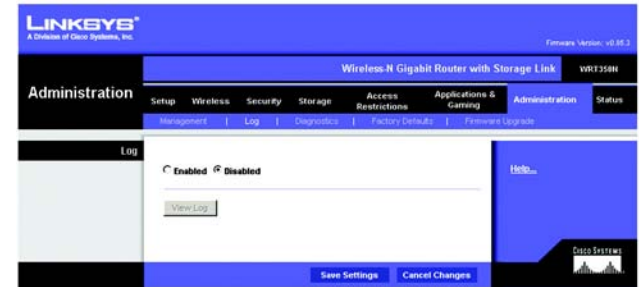 LINKSYS®
A Division of Cisco Systems, Inc.
Firmware Version: v0.95.3
Wireless-N Gigabit Router with Storage Link WRT350N
Administration
Setup Wireless Security Storage Access Restrictions Applications & Gaming Administration Status
Management | Log | Diagnostics | Factory Defaults | Firmware Upgrade
Log
Enabled Disabled
Help...
View Log
CISCO SYSTEMS
Save Settings Cancel Changes